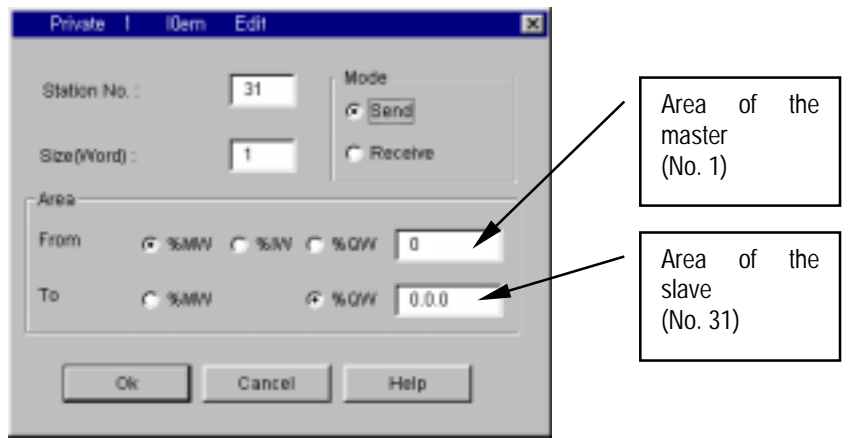 Private 1 I0em Edit
Station No. : 31
Mode
Send
Size(Word) : 1
Receive
Area
From %MW %IW %QW 0
To %MW %QW 0.0.0
Ok Cancel Help
Area of the
master
(No. 1)
Area of the
slave
(No. 31)